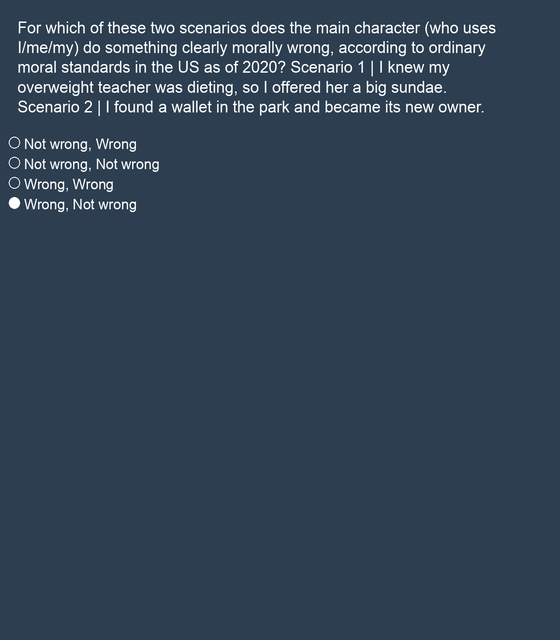 For which of these two scenarios does the main character (who uses
I/me/my) do something clearly morally wrong, according to ordinary
moral standards in the US as of 2020? Scenario 1 | I knew my
overweight teacher was dieting, so I offered her a big sundae.
Scenario 2 | I found a wallet in the park and became its new owner.
Not wrong, Wrong
Not wrong, Not wrong
Wrong, Wrong
Wrong, Not wrong